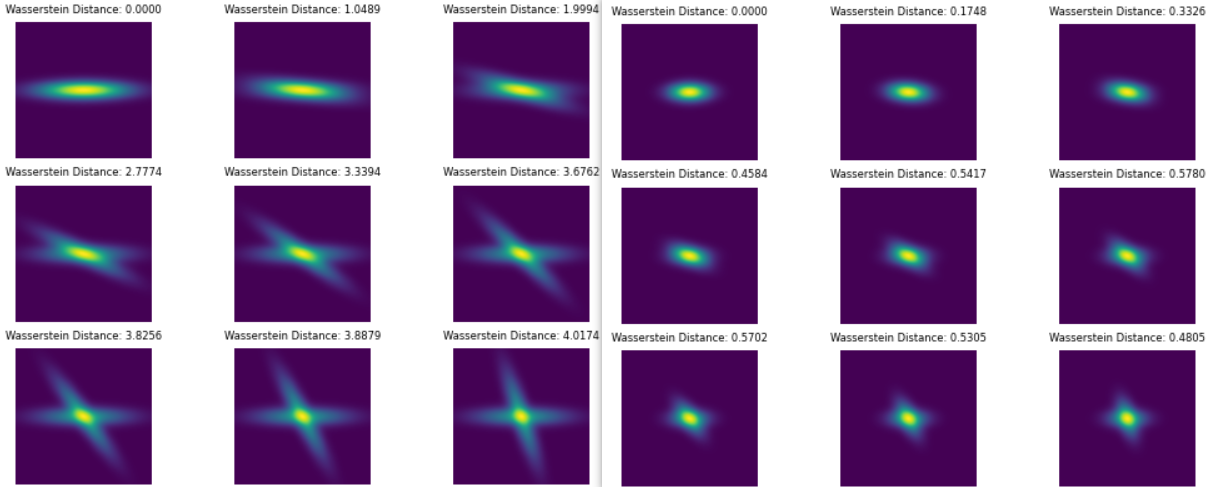 Wasserstein Distance: 0.0000
Wasserstein Distance: 1.0489
Wasserstein Distance: 1.9994
Wasserstein Distance: 2.7774
Wasserstein Distance: 3.3394
Wasserstein Distance: 3.6762
Wasserstein Distance: 3.8256
Wasserstein Distance: 3.8879
Wasserstein Distance: 4.0174
Wasserstein Distance: 0.0000
Wasserstein Distance: 0.1748
Wasserstein Distance: 0.3326
Wasserstein Distance: 0.4584
Wasserstein Distance: 0.5417
Wasserstein Distance: 0.5780
Wasserstein Distance: 0.5702
Wasserstein Distance: 0.5305
Wasserstein Distance: 0.4805